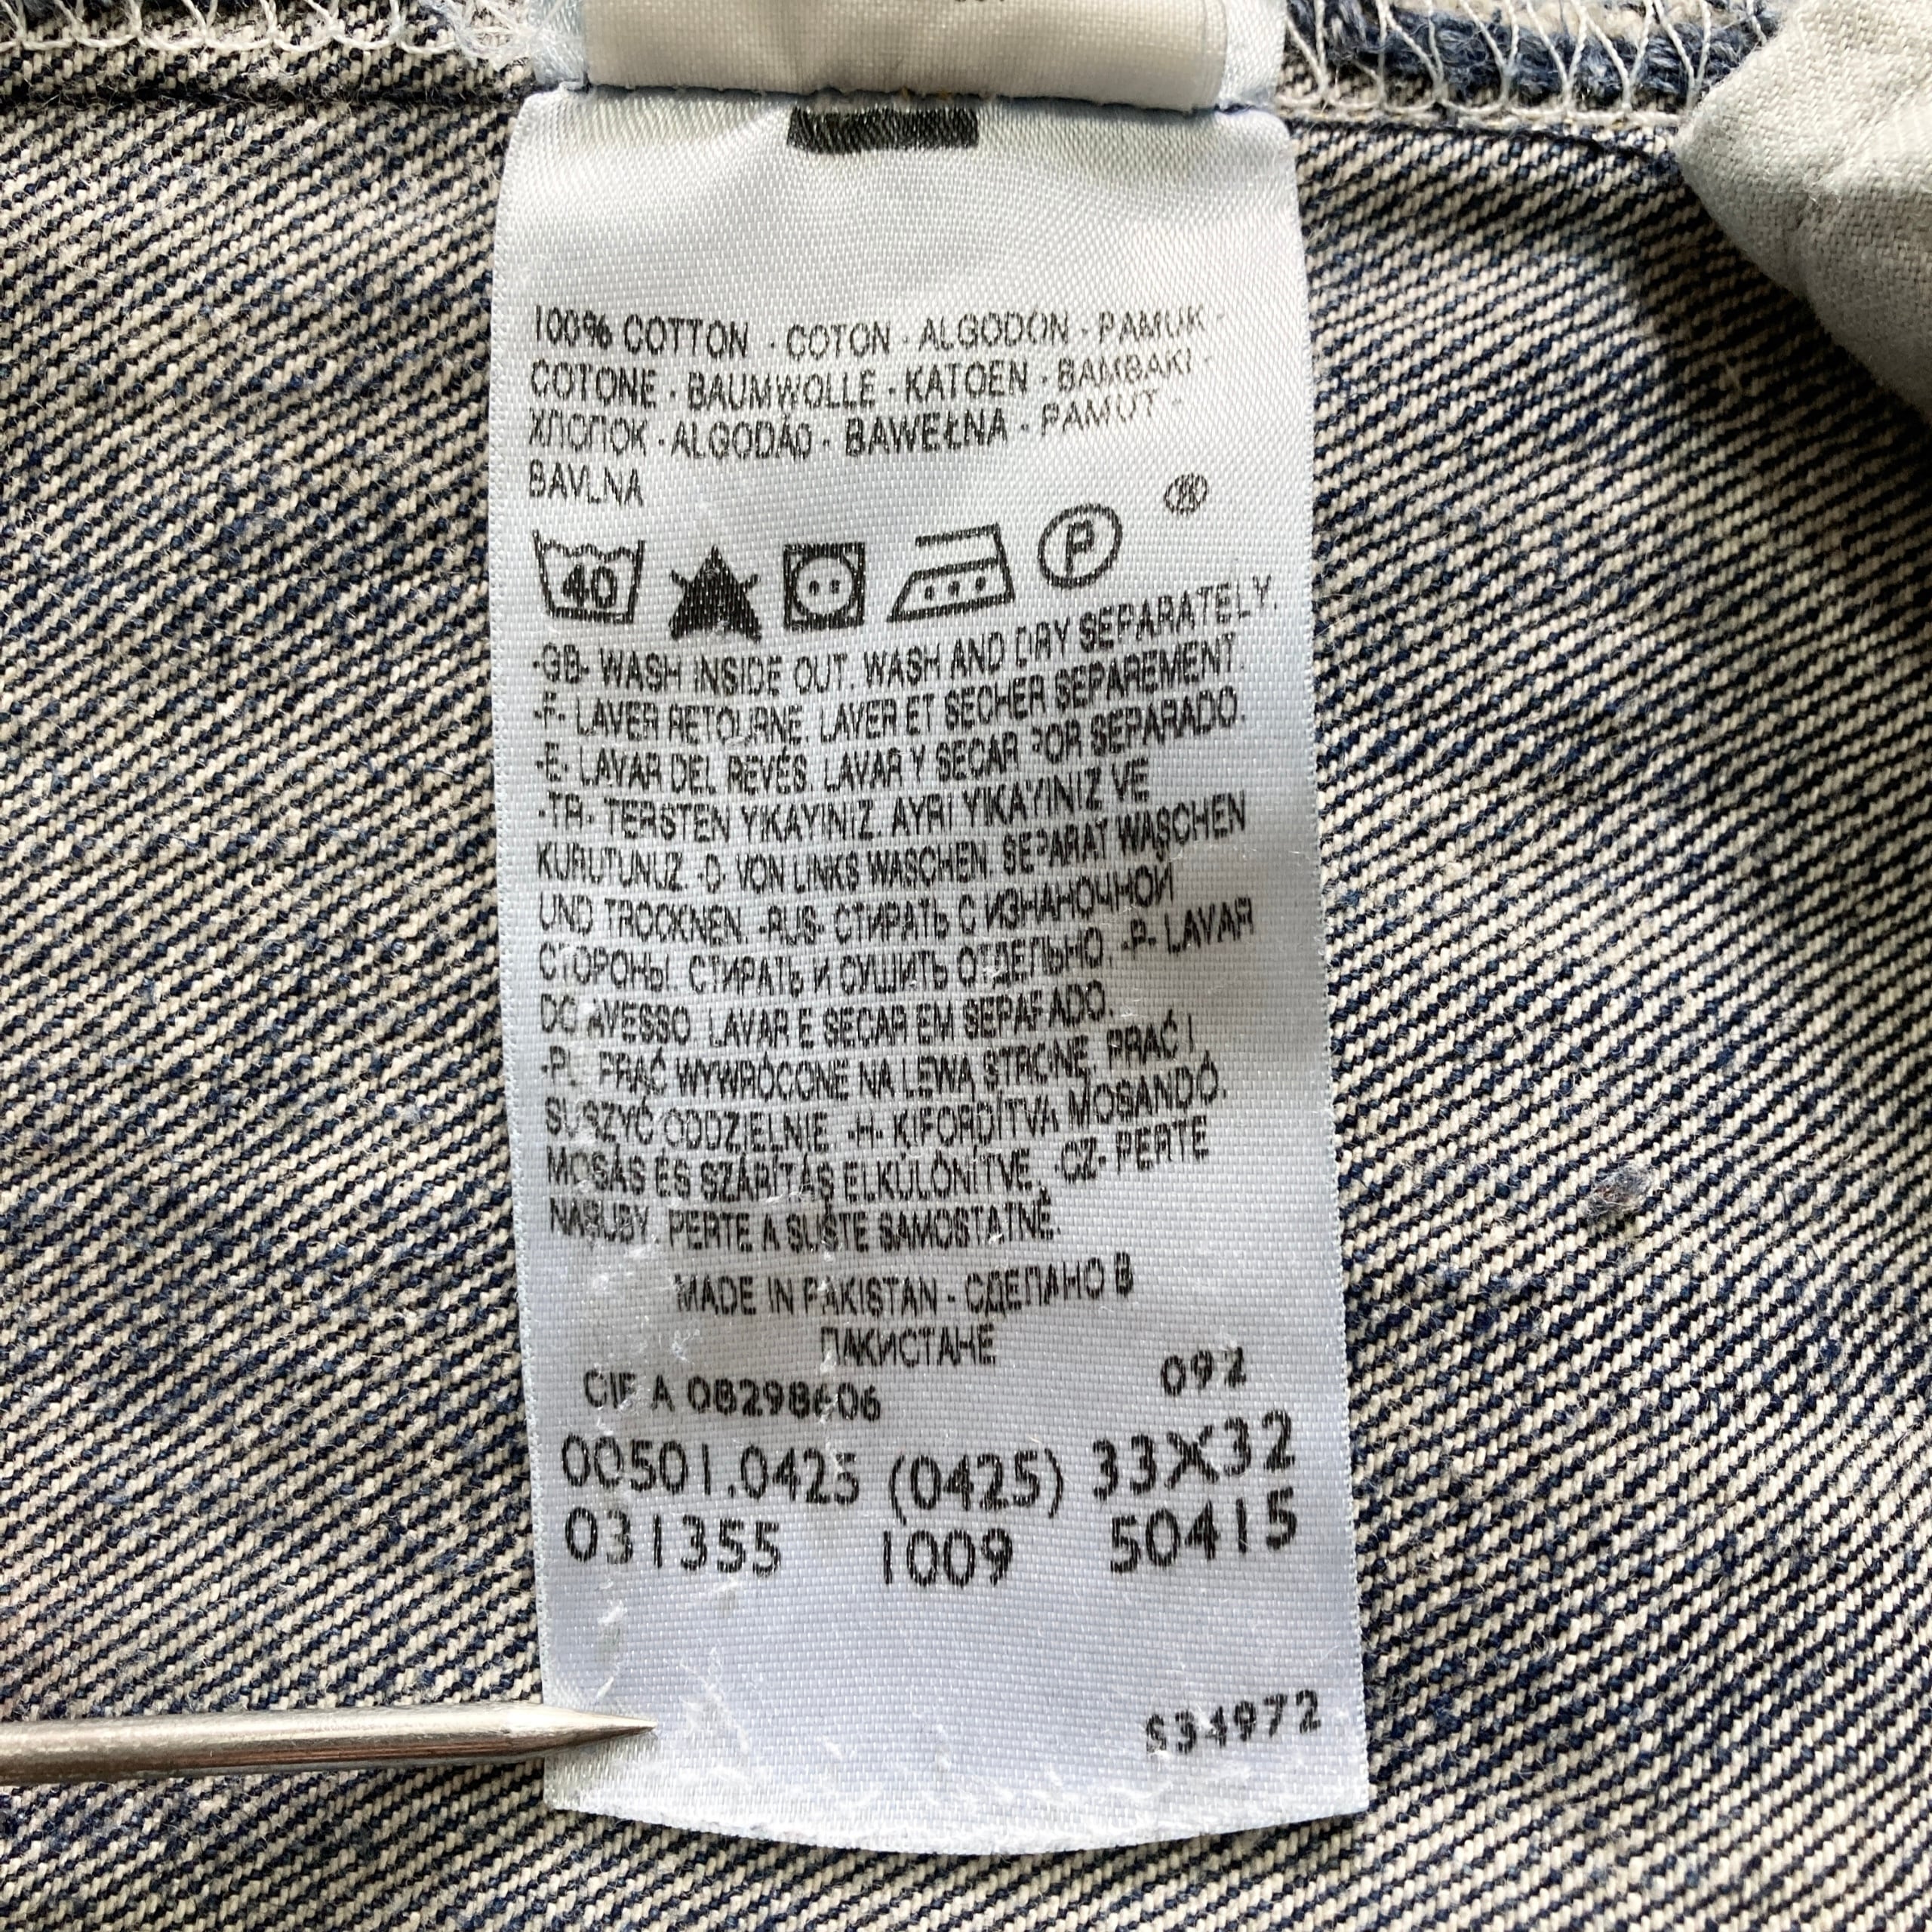 100% COTTON - COTON - ALGODÓN - PAMUK -
COTONE - BAUMWOLLE - KATOEN - BAMBAKI -
ХЛОПОК - ALGODÃO - BAWEŁNA - PAMUT -
BAVLNA
®
40 P
-GB- WASH INSIDE OUT. WASH AND DRY SEPARATELY.
-F- LAVER RETOURNÉ. LAVER ET SECHER SEPAREMENT.
-E- LAVAR DEL REVÉS. LAVAR Y SECAR POR SEPARADO.
-TR- TERSTEN YIKAYINIZ. AYRI YIKAYINIZ VE
KURUTUNUZ. -D- VON LINKS WASCHEN. SEPARAT WASCHEN
UND TROCKNEN. -RUS- СТИРАТЬ С ИЗНАНОЧНОЙ
СТОРОНЫ. СТИРАТЬ И СУШИТЬ ОТДЕЛЬНО. -P- LAVAR
DO AVESSO. LAVAR E SECAR EM SEPARADO.
-PL- PRAĆ WYWRÓCONE NA LEWA STRONE. PRAĆ I
SUSZYĆ ODDZIELNIE. -H- KIFORDÍTVA MOSANDÓ.
MOSÁS ÉS SZÁRÍTÁS ELKÜLÖNÍTVE. -CZ- PERTE
NARUBY. PERTE A SUŠTE SAMOSTATNĚ.
MADE IN PAKISTAN - СДЕЛАНО В
ПАКИСТАНЕ
092
CIF A 08298606
00501.0425 (0425) 33X32
031355 1009 50415
S34972